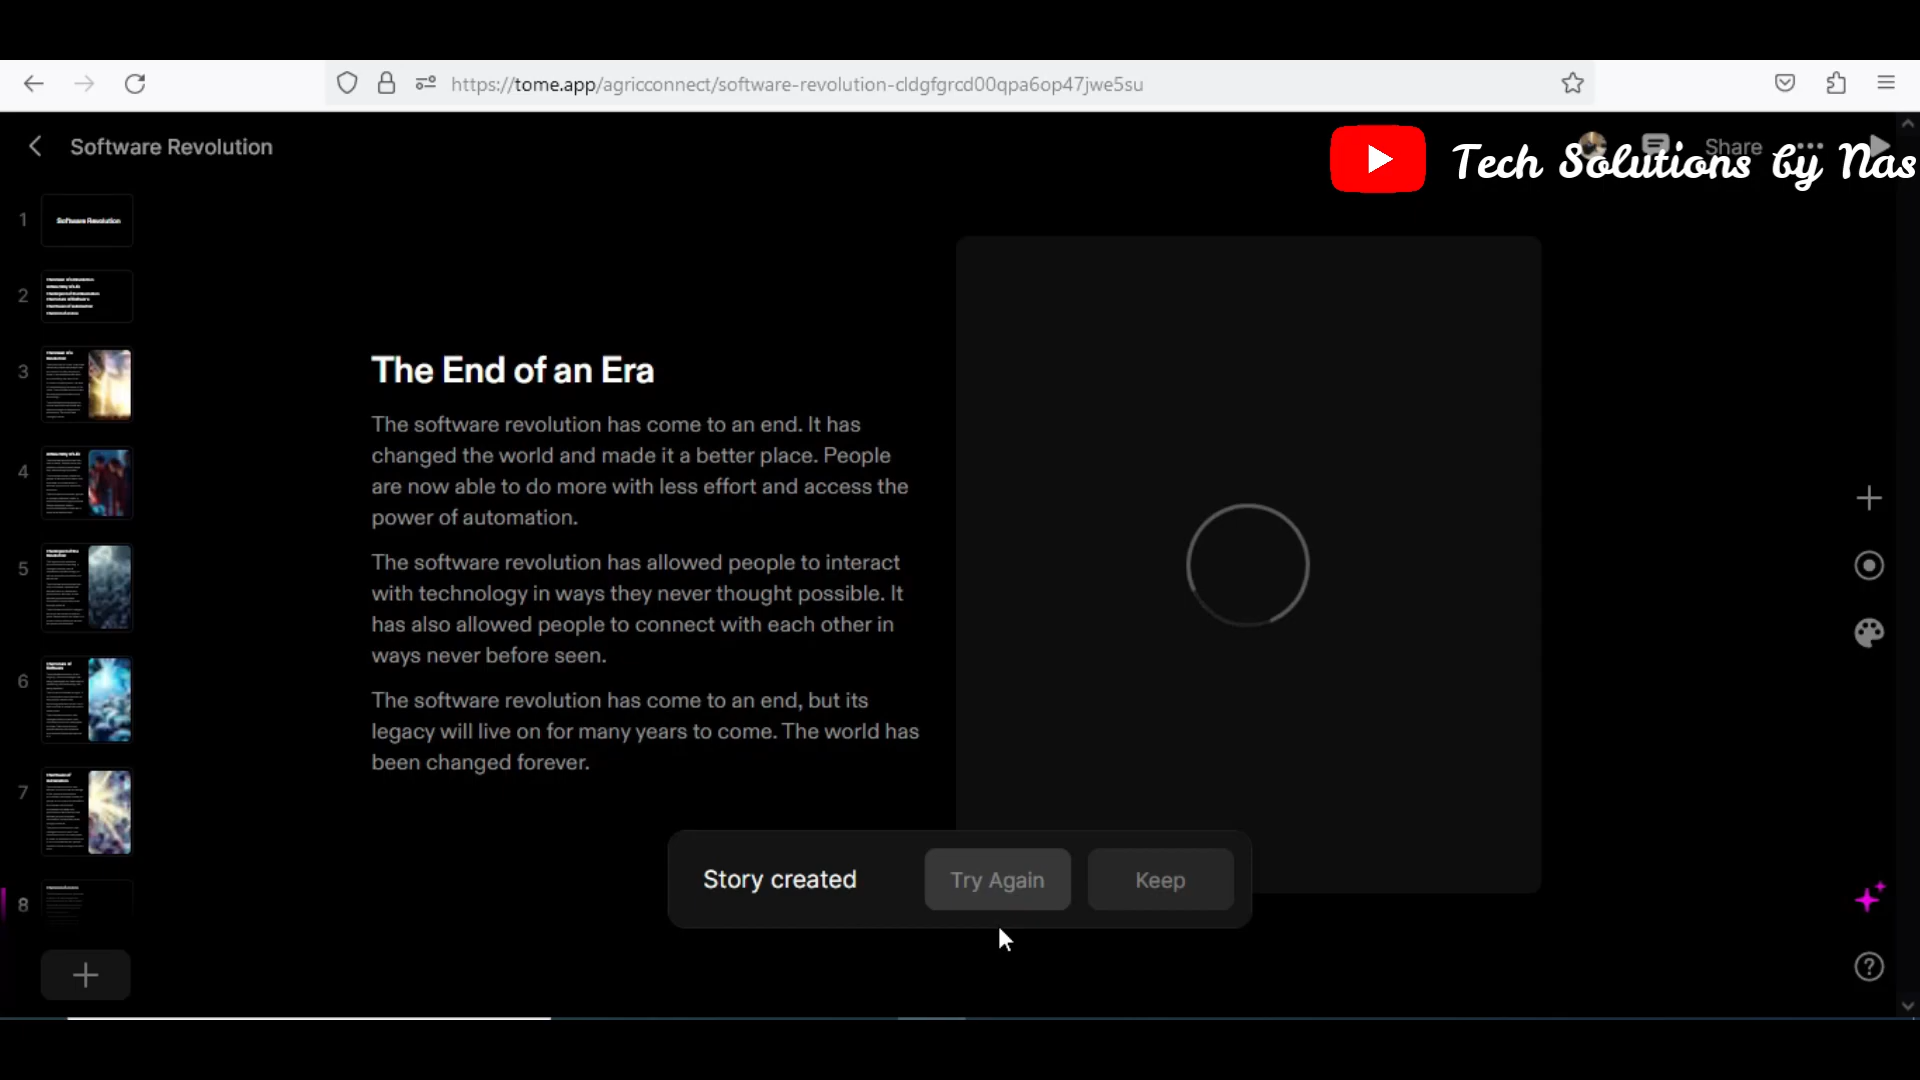 https://tome.app/agricconnect/software-revolution-cldgfgrcd00qpa6op47jwe5su
Software Revolution
Share
Tech Solutions by Nas
1
Software Revolution
2
3
4
5
6
7
8
The End of an Era
The software revolution has come to an end. It has
changed the world and made it a better place. People
are now able to do more with less effort and access the
power of automation.
The software revolution has allowed people to interact
with technology in ways they never thought possible. It
has also allowed people to connect with each other in
ways never before seen.
The software revolution has come to an end, but its
legacy will live on for many years to come. The world has
been changed forever.
Story created
Try Again
Keep